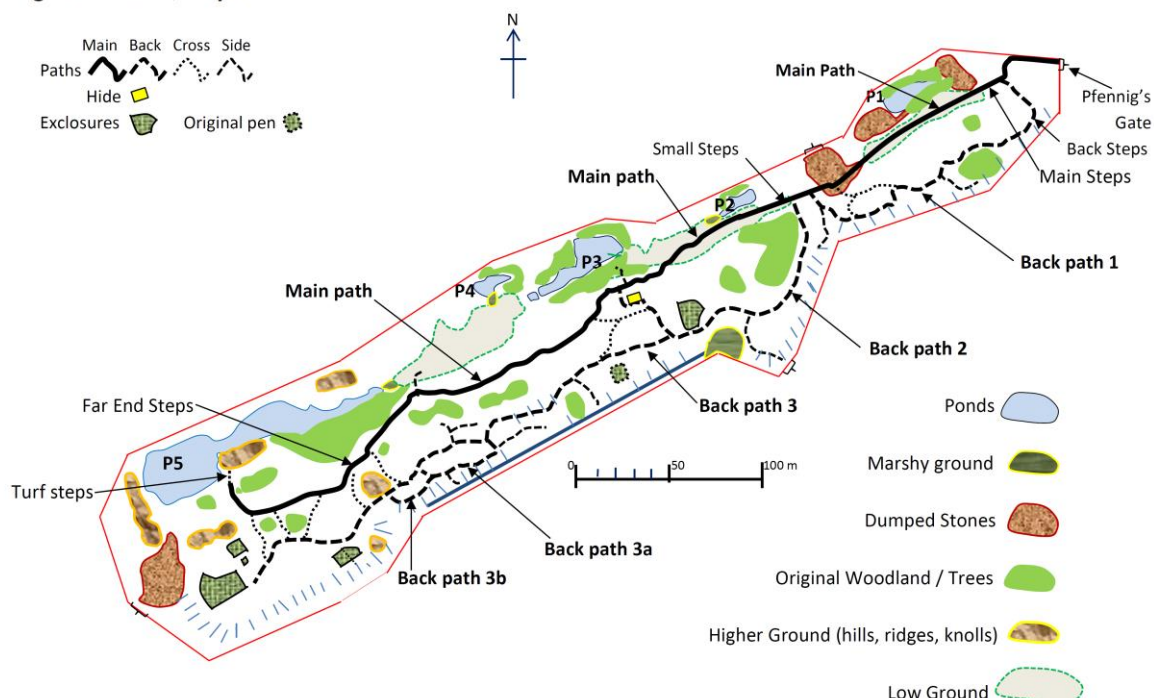 N
Main Back Cross Side
Paths
Hide
Exclosures
Original pen
Main Path
P1
Pfennig's
Gate
Back Steps
Main Steps
Small Steps
Main path
P2
Back path 1
P3
P4
Main path
Back path 2
Far End Steps
Back path 3
P5
Turf steps
0 50 100 m
Back path 3a
Back path 3b
Ponds
Marshy ground
Dumped Stones
Original Woodland / Trees
Higher Ground (hills, ridges, knolls)
Low Ground